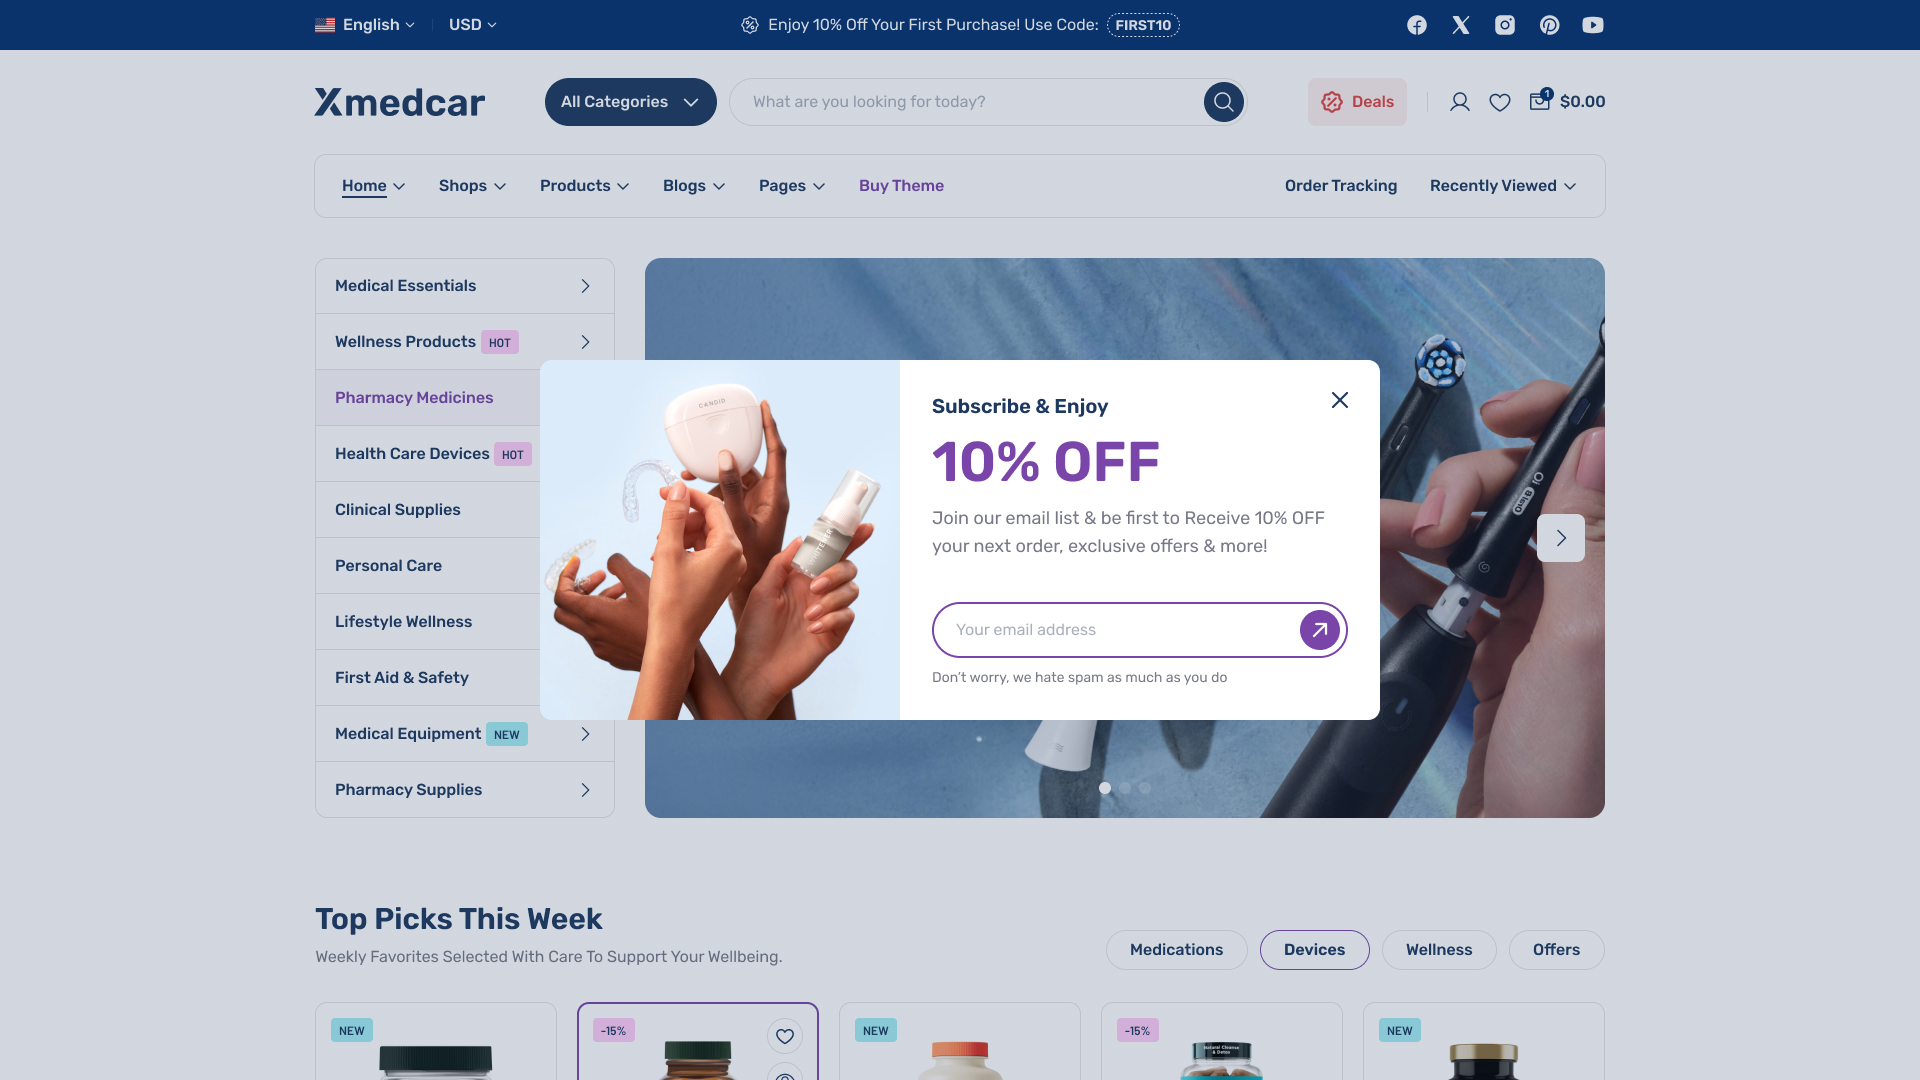 English
USD
Enjoy 10% Off Your First Purchase! Use Code: FIRST10
Xmedcar
All Categories
What are you looking for today?
Deals
1
$0.00
Home
Shops
Products
Blogs
Pages
Buy Theme
Order Tracking
Recently Viewed
Medical Essentials
Wellness Products HOT
Pharmacy Medicines
Health Care Devices HOT
Clinical Supplies
Personal Care
Lifestyle Wellness
First Aid & Safety
Medical Equipment NEW
Pharmacy Supplies
CANDID
Subscribe & Enjoy
10% OFF
Join our email list & be first to Receive 10% OFF
your next order, exclusive offers & more!
Your email address
Don't worry, we hate spam as much as you do
Top Picks This Week
Weekly Favorites Selected With Care To Support Your Wellbeing.
Medications
Devices
Wellness
Offers
NEW
-15%
NEW
-15%
NEW
Natural Cleanse
& Detox